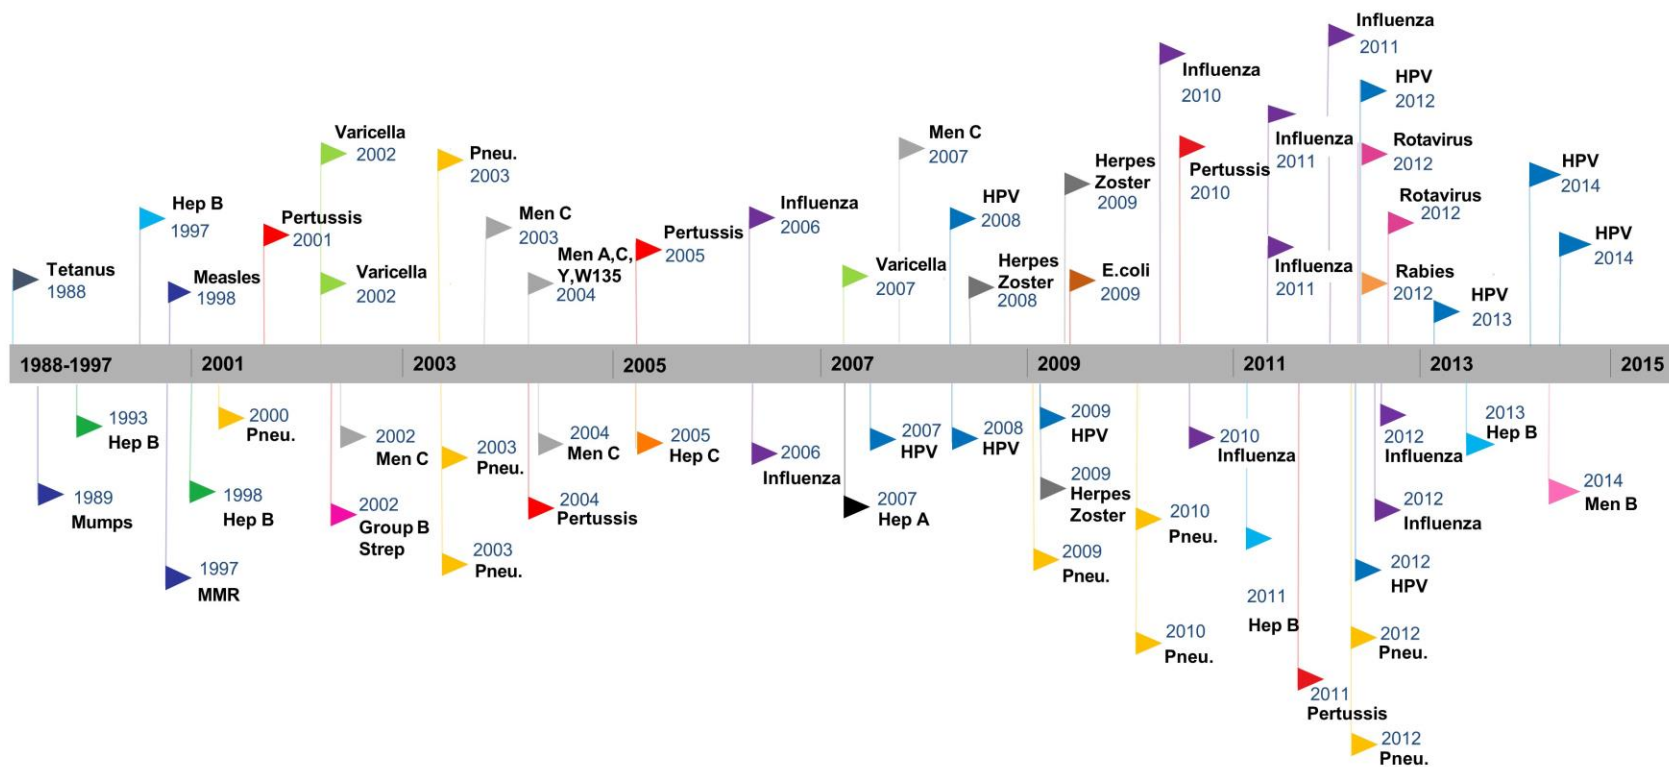 Influenza
2011
Influenza
2010
HPV
2012
Varicella
2002
Pneu.
2003
Men C
2007
Influenza
2011
Rotavirus
2012
Hep B
1997
Pertussis
2001
Men C
2003
Influenza
2006
HPV
2008
Herpes
Zoster
2009
Pertussis
2010
Rotavirus
2012
HPV
2014
Tetanus
1988
Measles
1998
Varicella
2002
Men A,C,
Y,W135
2004
Pertussis
2005
Varicella
2007
Herpes
Zoster
2008
E.coli
2009
Influenza
2011
Rabies
2012
HPV
2013
HPV
2014
1988-1997
2001
2003
2005
2007
2009
2011
2013
2015
1993
Hep B
2000
Pneu.
2002
Men C
2003
Pneu.
2004
Men C
2005
Hep C
2006
Influenza
2007
HPV
2008
HPV
2009
HPV
2010
Influenza
2012
Influenza
2013
Hep B
1989
Mumps
1998
Hep B
2002
Group B
Strep
2004
Pertussis
2007
Hep A
2009
Herpes
Zoster
2010
Pneu.
2012
Influenza
2014
Men B
1997
MMR
2003
Pneu.
2009
Pneu.
2011
Hep B
2012
HPV
2010
Pneu.
2012
Pneu.
2011
Pertussis
2012
Pneu.